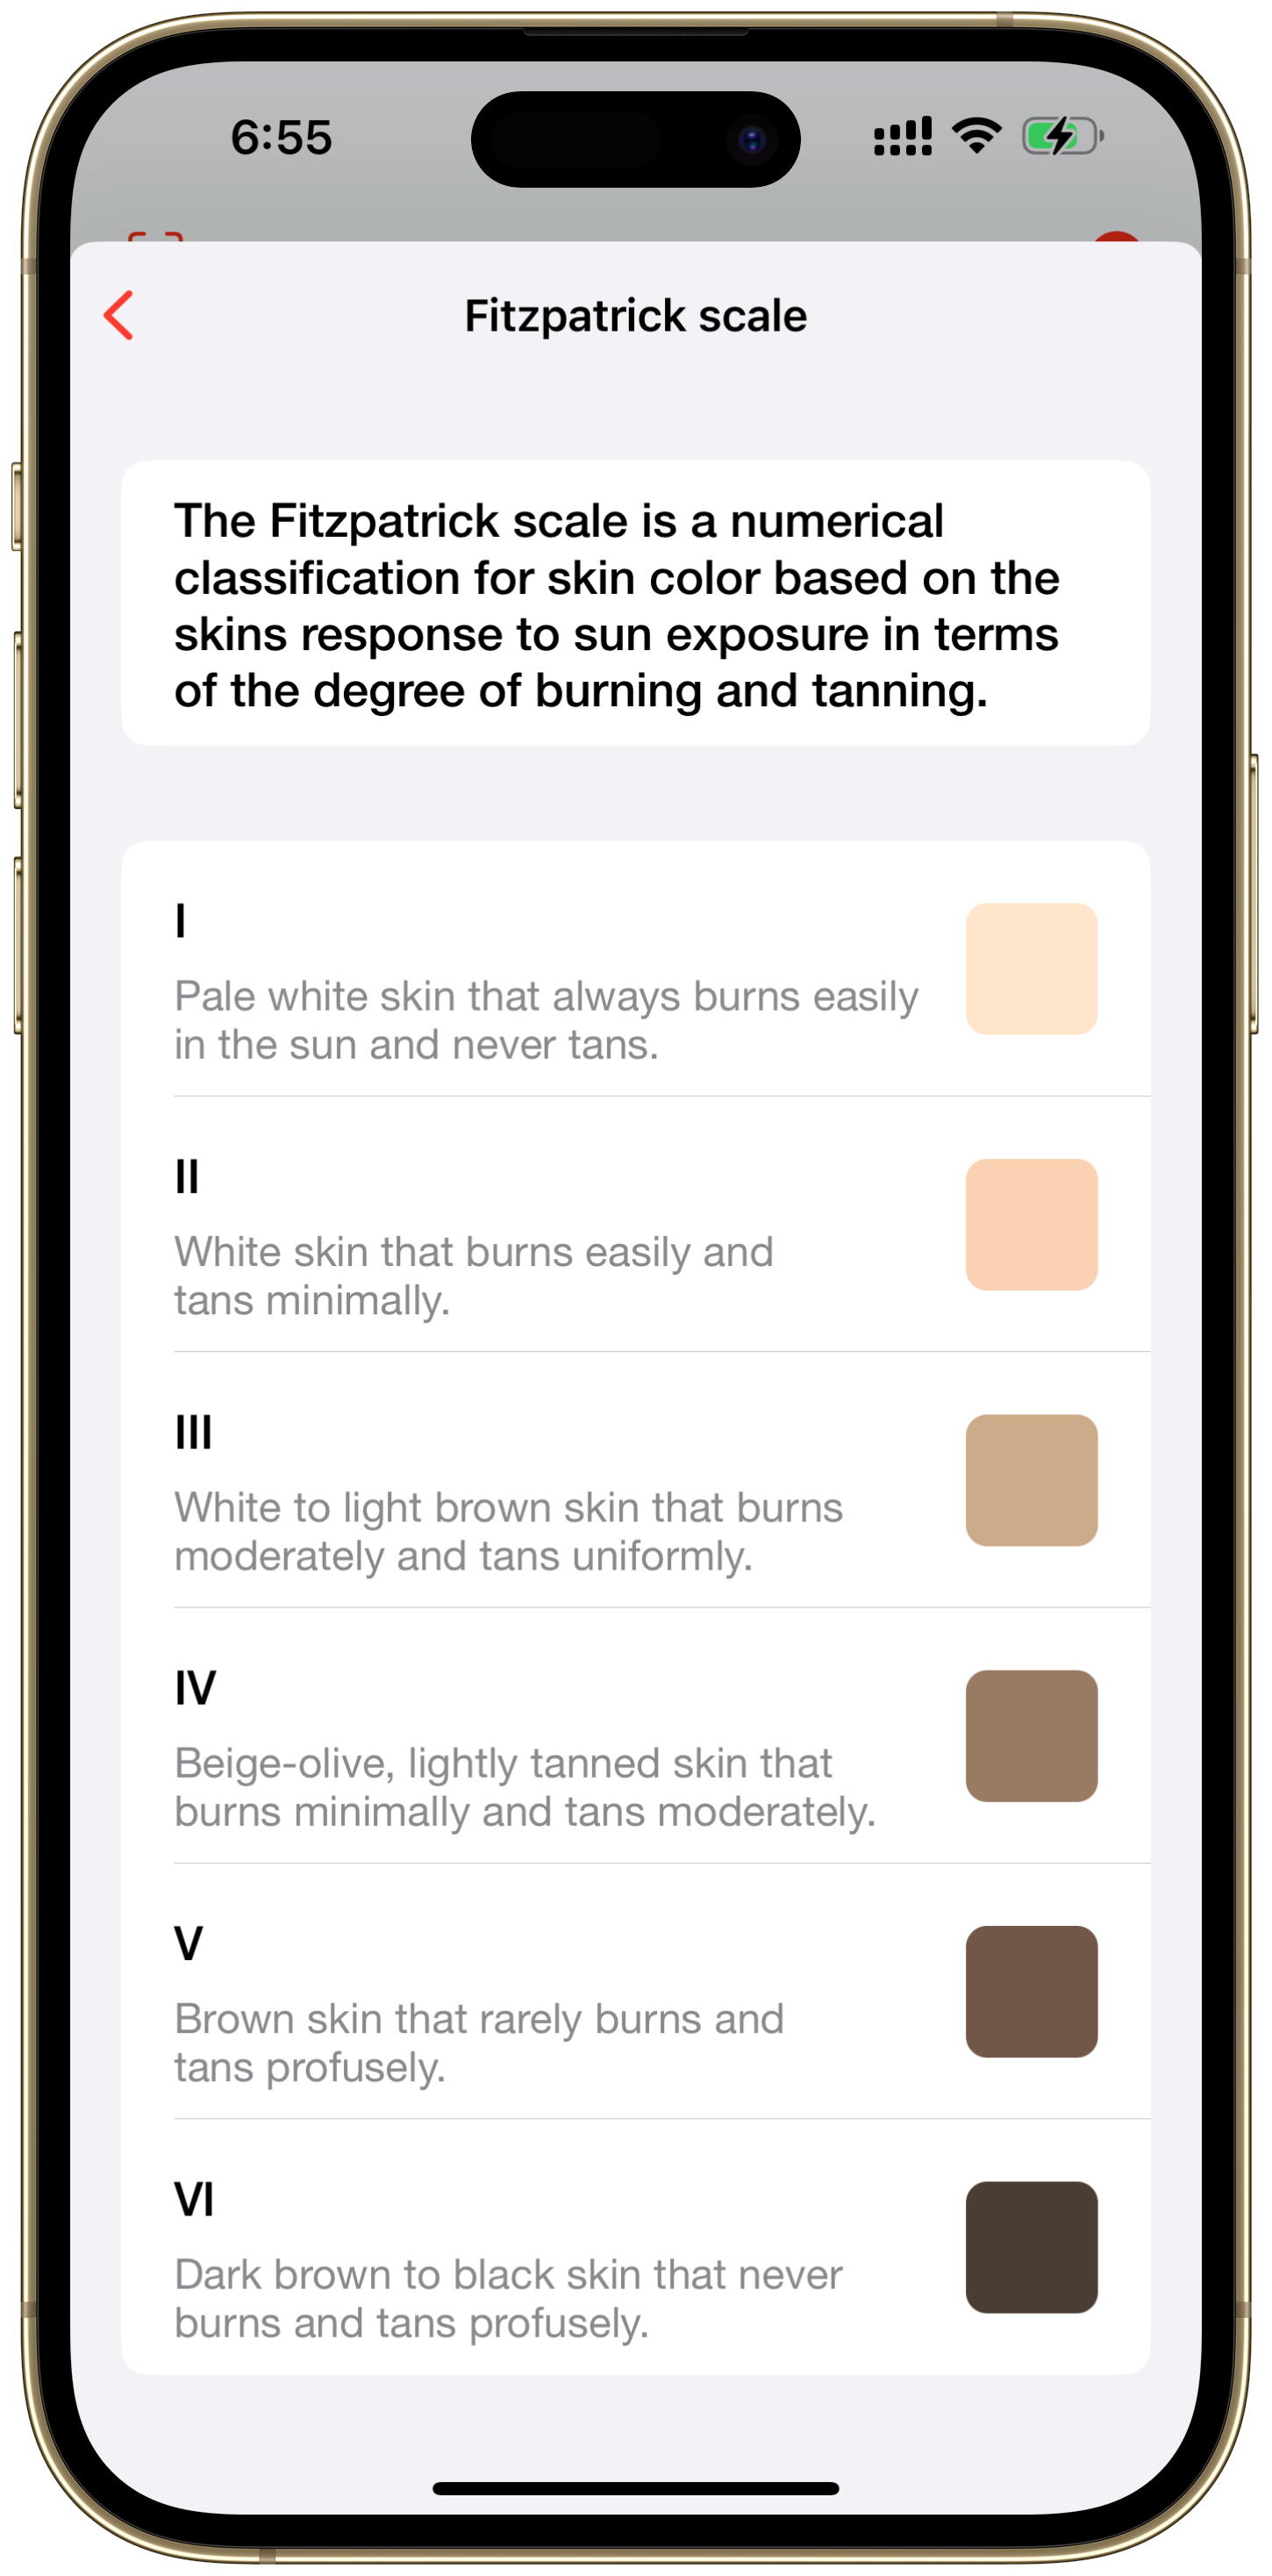 6:55
Fitzpatrick scale
The Fitzpatrick scale is a numerical
classification for skin color based on the
skins response to sun exposure in terms
of the degree of burning and tanning.
I
Pale white skin that always burns easily
in the sun and never tans.
II
White skin that burns easily and
tans minimally.
III
White to light brown skin that burns
moderately and tans uniformly.
IV
Beige-olive, lightly tanned skin that
burns minimally and tans moderately.
V
Brown skin that rarely burns and
tans profusely.
VI
Dark brown to black skin that never
burns and tans profusely.